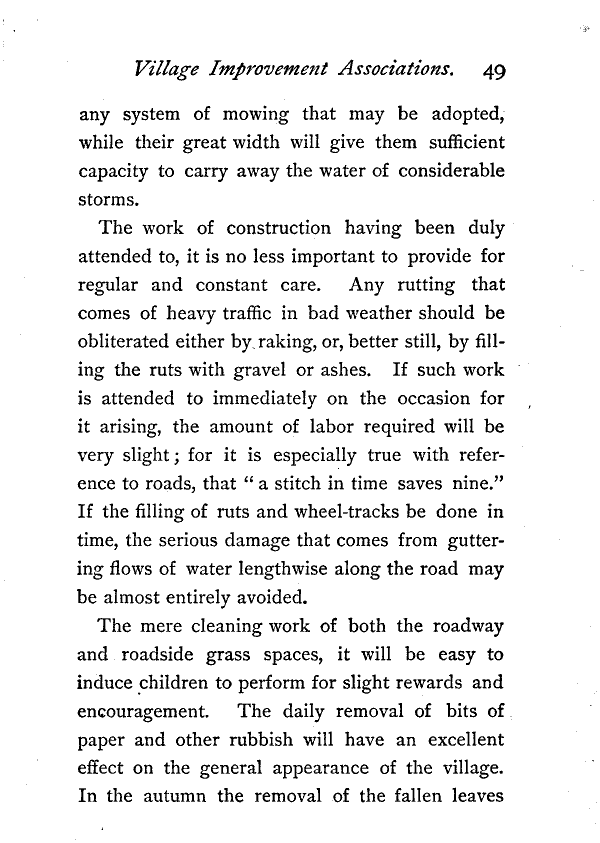 Village Improvement Associations. 49
any system of mowing that may be adopted,
while their great width will give them sufficient
capacity to carry away the water of considerable
storms.
The work of construction having been duly
attended to, it is no less important to provide for
regular and constant care. Any rutting that
comes of heavy traffic in bad weather should be
obliterated either by raking, or, better still, by fill-
ing the ruts with gravel or ashes. If such work
is attended to immediately on the occasion for
it arising, the amount of labor required will be
very slight; for it is especially true with refer-
ence to roads, that "a stitch in time saves nine."
If the filling of ruts and wheel-tracks be done in
time, the serious damage that comes from gutter-
ing flows of water lengthwise along the road may
be almost entirely avoided.
The mere cleaning work of both the roadway
and roadside grass spaces, it will be easy to
induce children to perform for slight rewards and
encouragement. The daily removal of bits of
paper and other rubbish will have an excellent
effect on the general appearance of the village.
In the autumn the removal of the fallen leaves